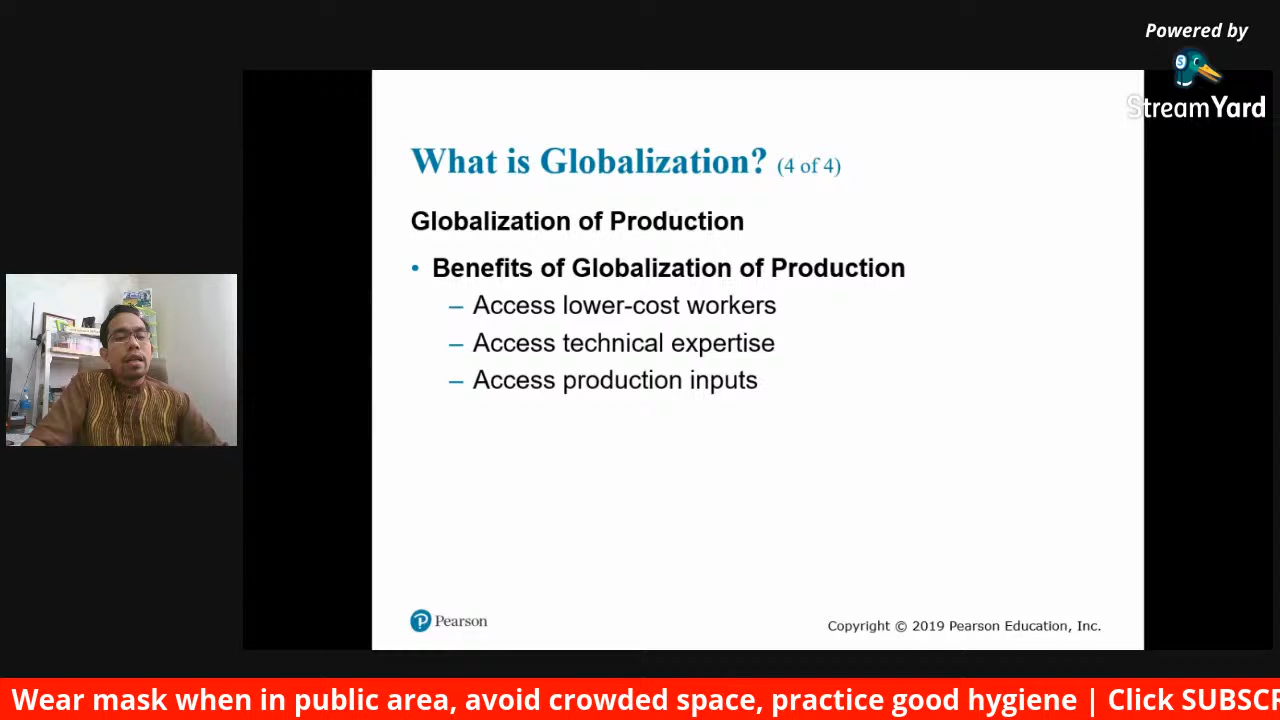 Powered by
StreamYard
What is Globalization? (4 of 4)
Globalization of Production
• Benefits of Globalization of Production
– Access lower-cost workers
– Access technical expertise
– Access production inputs
Pearson
Copyright © 2019 Pearson Education, Inc.
Wear mask when in public area, avoid crowded space, practice good hygiene | Click SUBSC